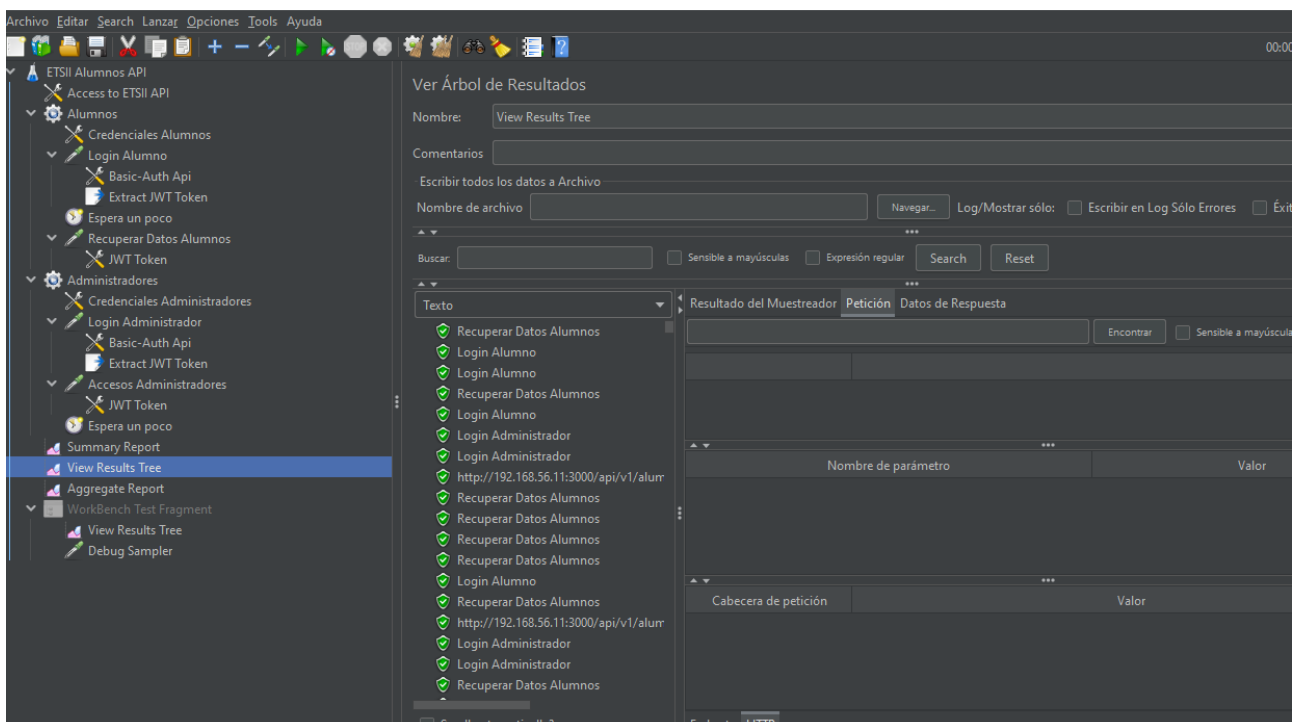 Archivo Editar Search Lanzar Opciones Tools Ayuda
STOP
00:00
ETSII Alumnos API
Access to ETSII API
Alumnos
Credenciales Alumnos
Login Alumno
Basic-Auth Api
Extract JWT Token
Espera un poco
Recuperar Datos Alumnos
JWT Token
Administradores
Credenciales Administradores
Login Administrador
Basic-Auth Api
Extract JWT Token
Accesos Administradores
JWT Token
Espera un poco
Summary Report
View Results Tree
Aggregate Report
WorkBench Test Fragment
View Results Tree
Debug Sampler
Ver Árbol de Resultados
Nombre: View Results Tree
Comentarios
Escribir todos los datos a Archivo
Nombre de archivo Navegar... Log/Mostrar sólo: Escribir en Log Sólo Errores Éxit
Buscar: Sensible a mayúsculas Expresión regular Search Reset
Texto
Recuperar Datos Alumnos
Login Alumno
Login Alumno
Recuperar Datos Alumnos
Login Alumno
Login Administrador
Login Administrador
http://192.168.56.11:3000/api/v1/alum
Recuperar Datos Alumnos
Recuperar Datos Alumnos
Recuperar Datos Alumnos
Recuperar Datos Alumnos
Login Alumno
Recuperar Datos Alumnos
http://192.168.56.11:3000/api/v1/alum
Login Administrador
Login Administrador
Recuperar Datos Alumnos
Resultado del Muestreador Petición Datos de Respuesta
Encontrar Sensible a mayúscula
Nombre de parámetro Valor
Cabecera de petición Valor